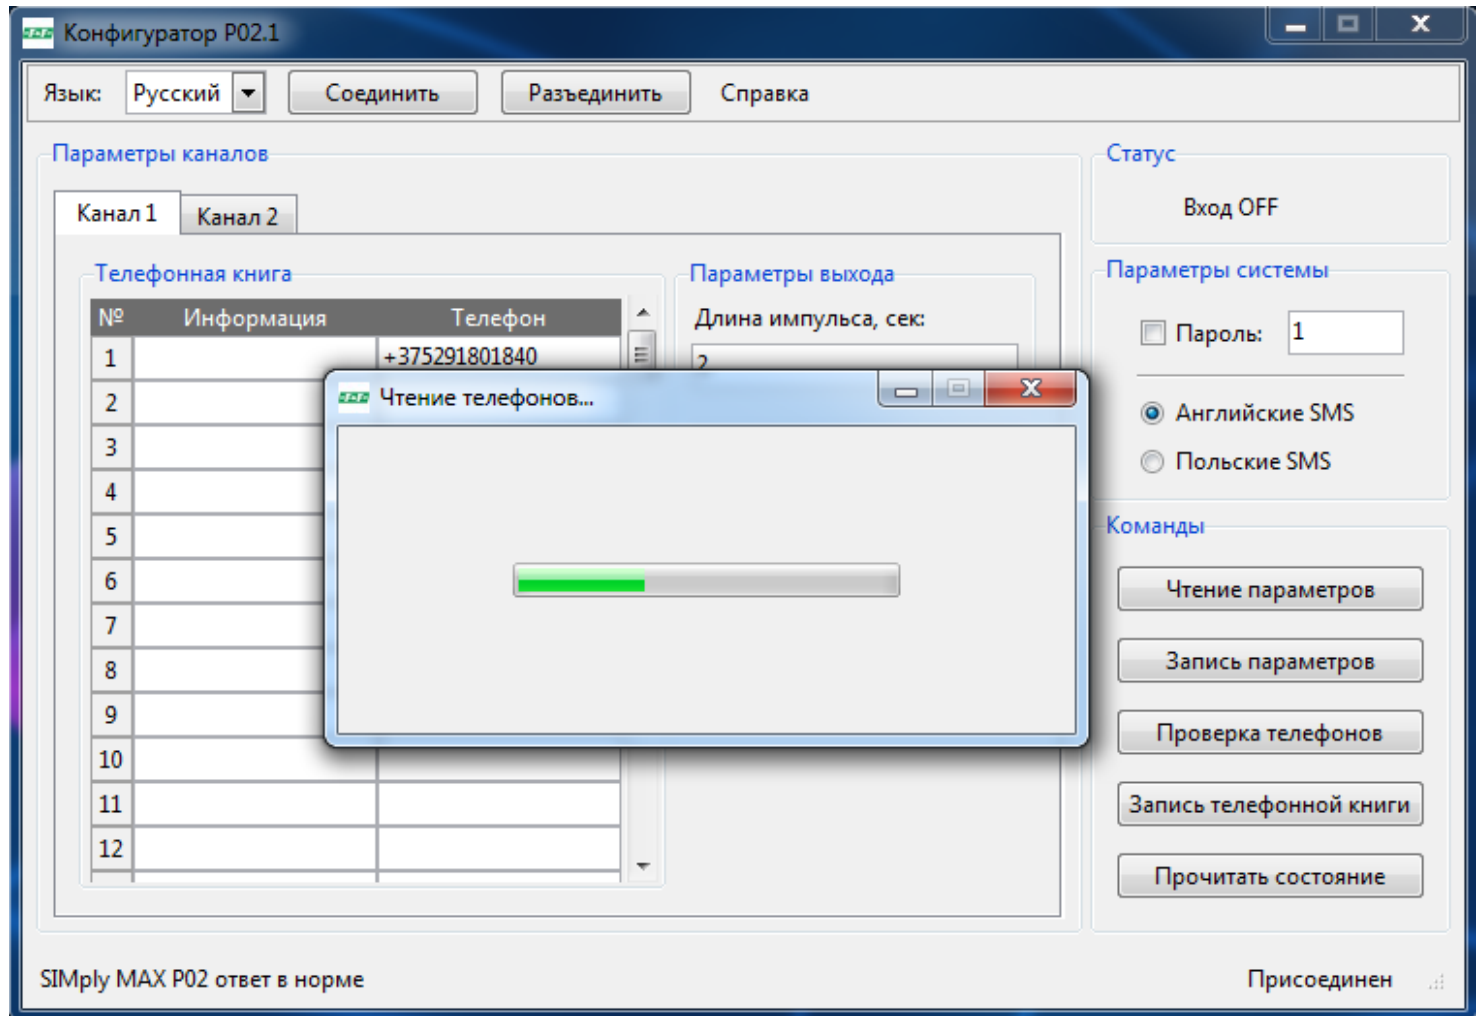 Конфигуратор P02.1
Язык: Русский Соединить Разъединить Справка
Параметры каналов
Канал 1 Канал 2
Телефонная книга
№ Информация Телефон
1 +375291801840
2
3
4
5
6
7
8
9
10
11
12
Параметры выхода
Длина импульса, сек:
2
Чтение телефонов...
Статус
Вход OFF
Параметры системы
Пароль: 1
Английские SMS
Польские SMS
Команды
Чтение параметров
Запись параметров
Проверка телефонов
Запись телефонной книги
Прочитать состояние
SIMply MAX P02 ответ в норме
Присоединен